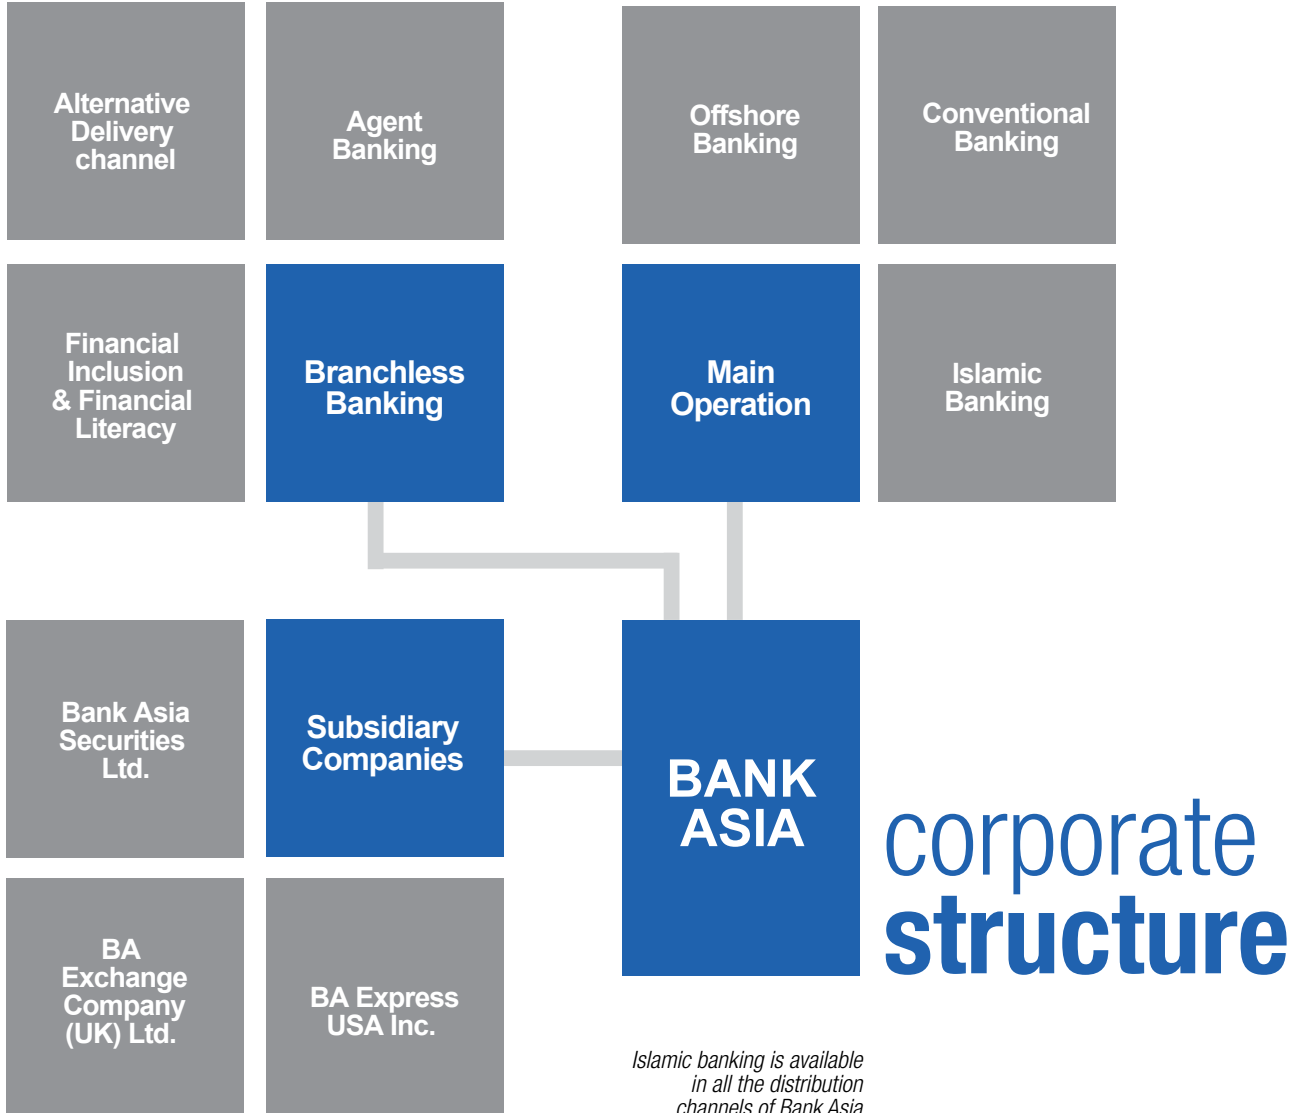 Alternative
Delivery
channel
Agent
Banking
Offshore
Banking
Conventional
Banking
Financial
Inclusion
& Financial
Literacy
Branchless
Banking
Main
Operation
Islamic
Banking
Bank Asia
Securities
Ltd.
Subsidiary
Companies
BANK
ASIA
corporate
structure
BA
Exchange
Company
(UK) Ltd.
BA Express
USA Inc.
Islamic banking is available
in all the distribution
channels of Bank Asia